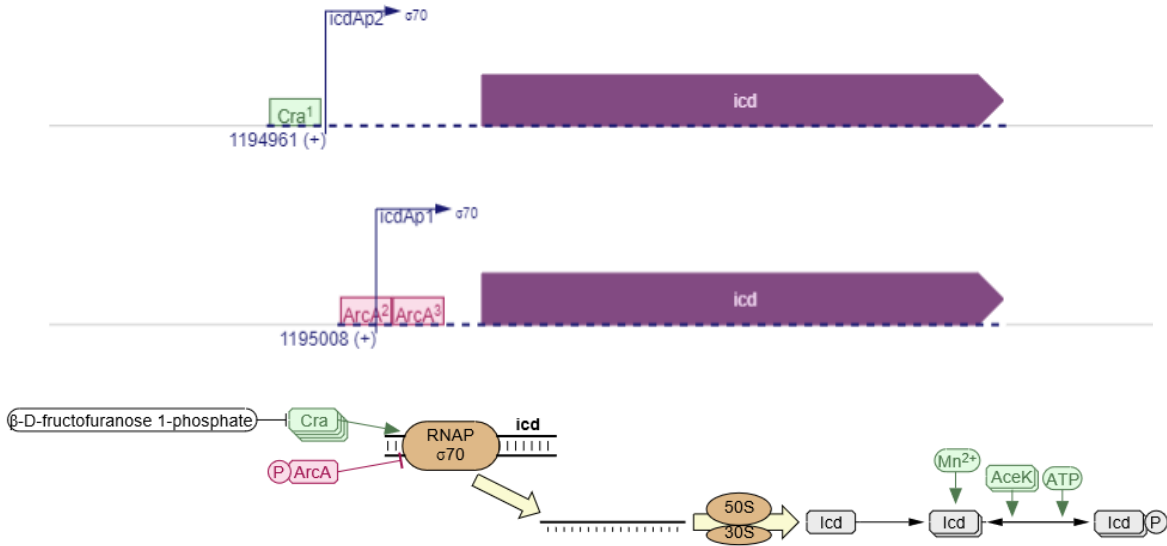 icdAp2 σ70
Cra1
icd
1194961 (+)
icdAp1 σ70
ArcA2 ArcA3
icd
1195008 (+)
β-D-fructofuranose 1-phosphate
Cra
RNAP
σ70
icd
P ArcA
50S
30S
Icd
Mn2+
Icd
AceK
ATP
Icd P